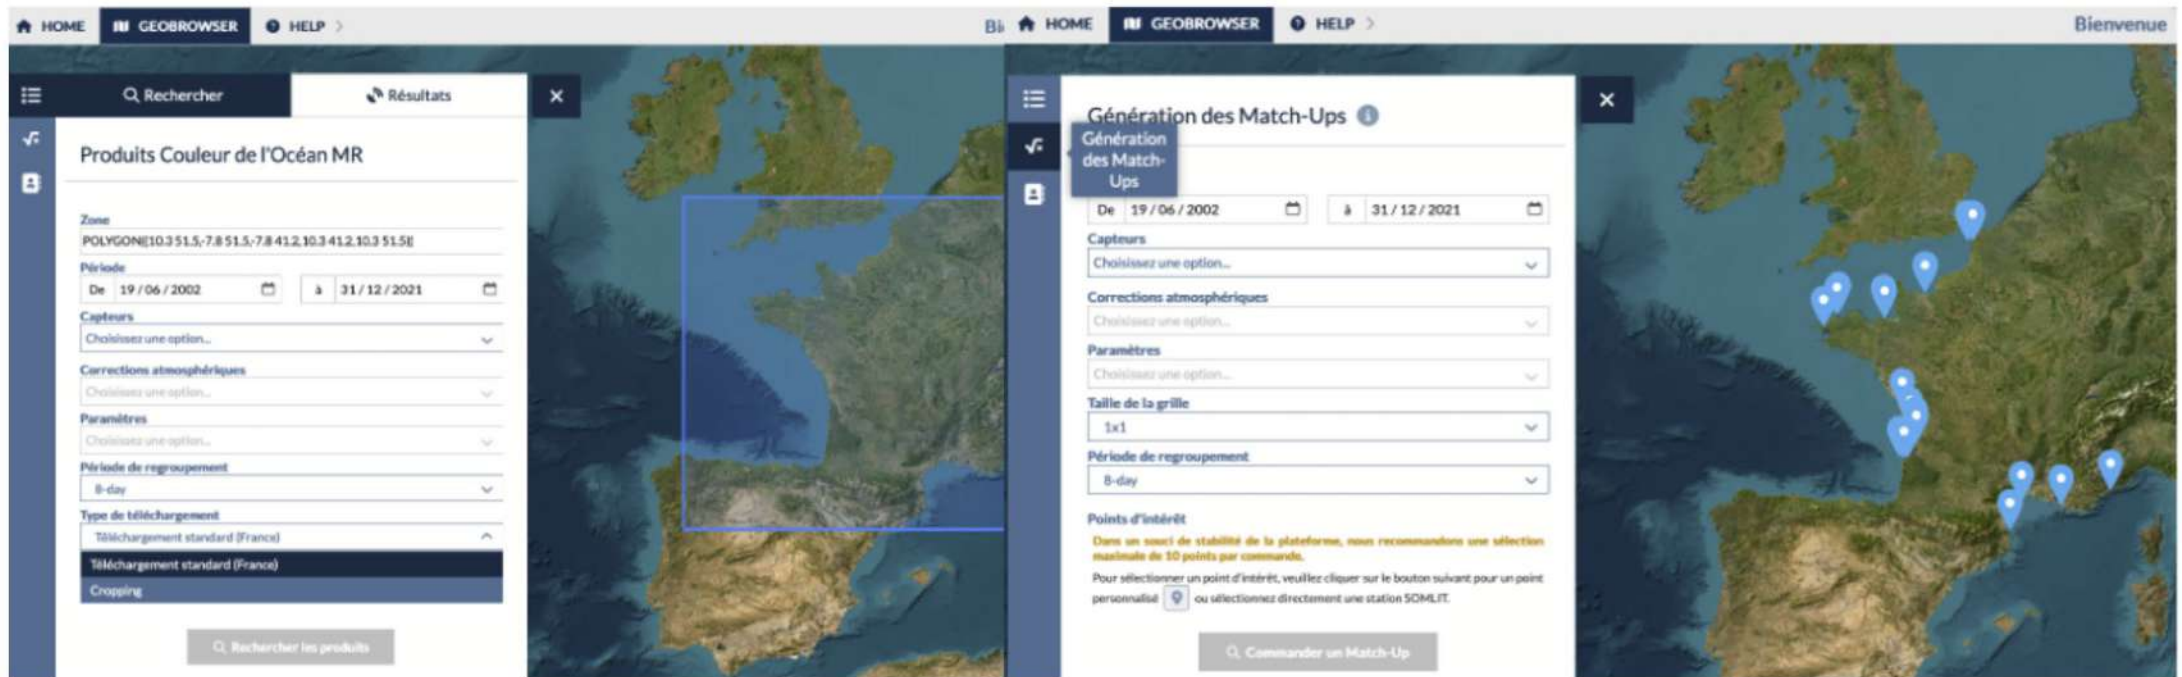 HOME
GEOBROWSER
HELP
Rechercher
Résultats
Produits Couleur de l'Océan MR
Zone
POLYGON((10.3 51.5,-7.8 51.5,-7.8 41.2,10.3 41.2,10.3 51.5))
Période
De 19/06/2002
à 31/12/2021
Capteurs
Choisissez une option...
Corrections atmosphériques
Choisissez une option...
Paramètres
Choisissez une option...
Période de regroupement
8-day
Type de téléchargement
Téléchargement standard (France)
Téléchargement standard (France)
Cropping
Rechercher les produits
Bi
HOME
GEOBROWSER
HELP
Bienvenue
Génération des Match-Ups
Génération
des Match-
Ups
De 19/06/2002
à 31/12/2021
Capteurs
Choisissez une option...
Corrections atmosphériques
Choisissez une option...
Paramètres
Choisissez une option...
Taille de la grille
1x1
Période de regroupement
8-day
Points d'intérêt
Dans un souci de stabilité de la plateforme, nous recommandons une sélection
maximale de 10 points par commande.
Pour sélectionner un point d'intérêt, veuillez cliquer sur le bouton suivant pour un point
personnalisé ou sélectionnez directement une station SOMLIT.
Commander un Match-Up